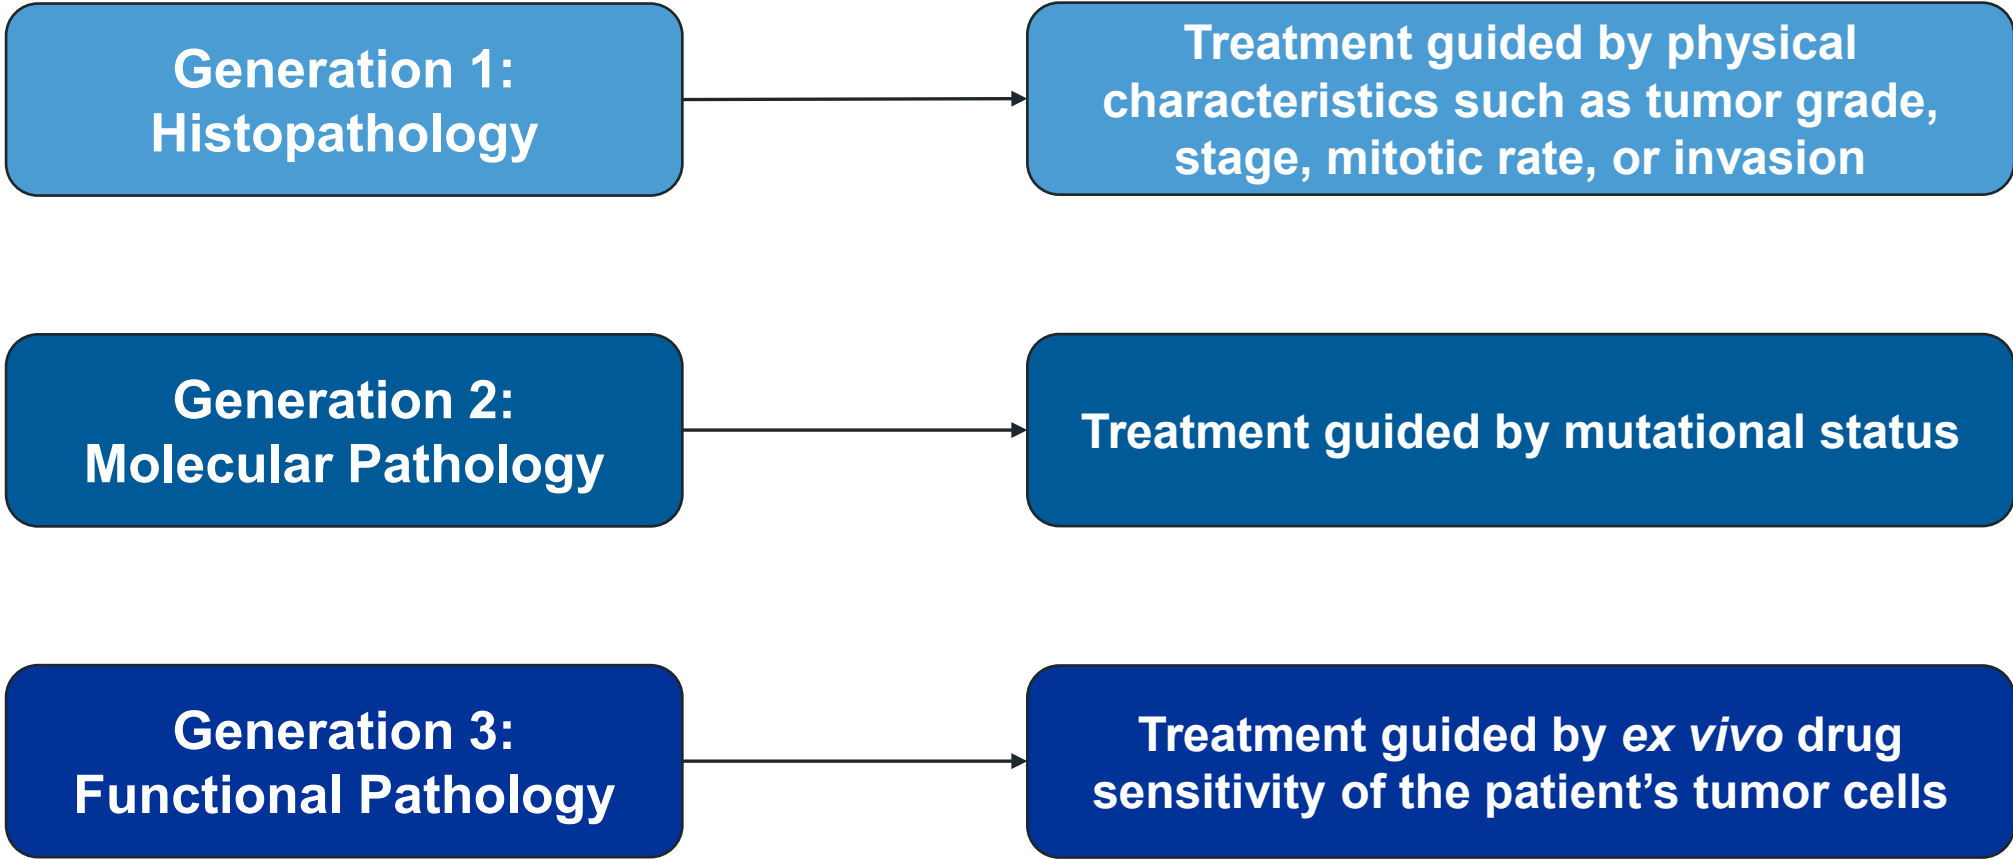 Generation 1:
Histopathology
Treatment guided by physical
characteristics such as tumor grade,
stage, mitotic rate, or invasion
Generation 2:
Molecular Pathology
Treatment guided by mutational status
Generation 3:
Functional Pathology
Treatment guided by ex vivo drug
sensitivity of the patient’s tumor cells